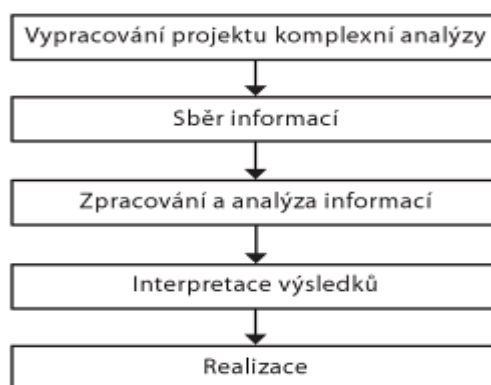 Vypracování projektu komplexní analýzy
Sběr informací
Zpracování a analýza informací
Interpretace výsledků
Realizace